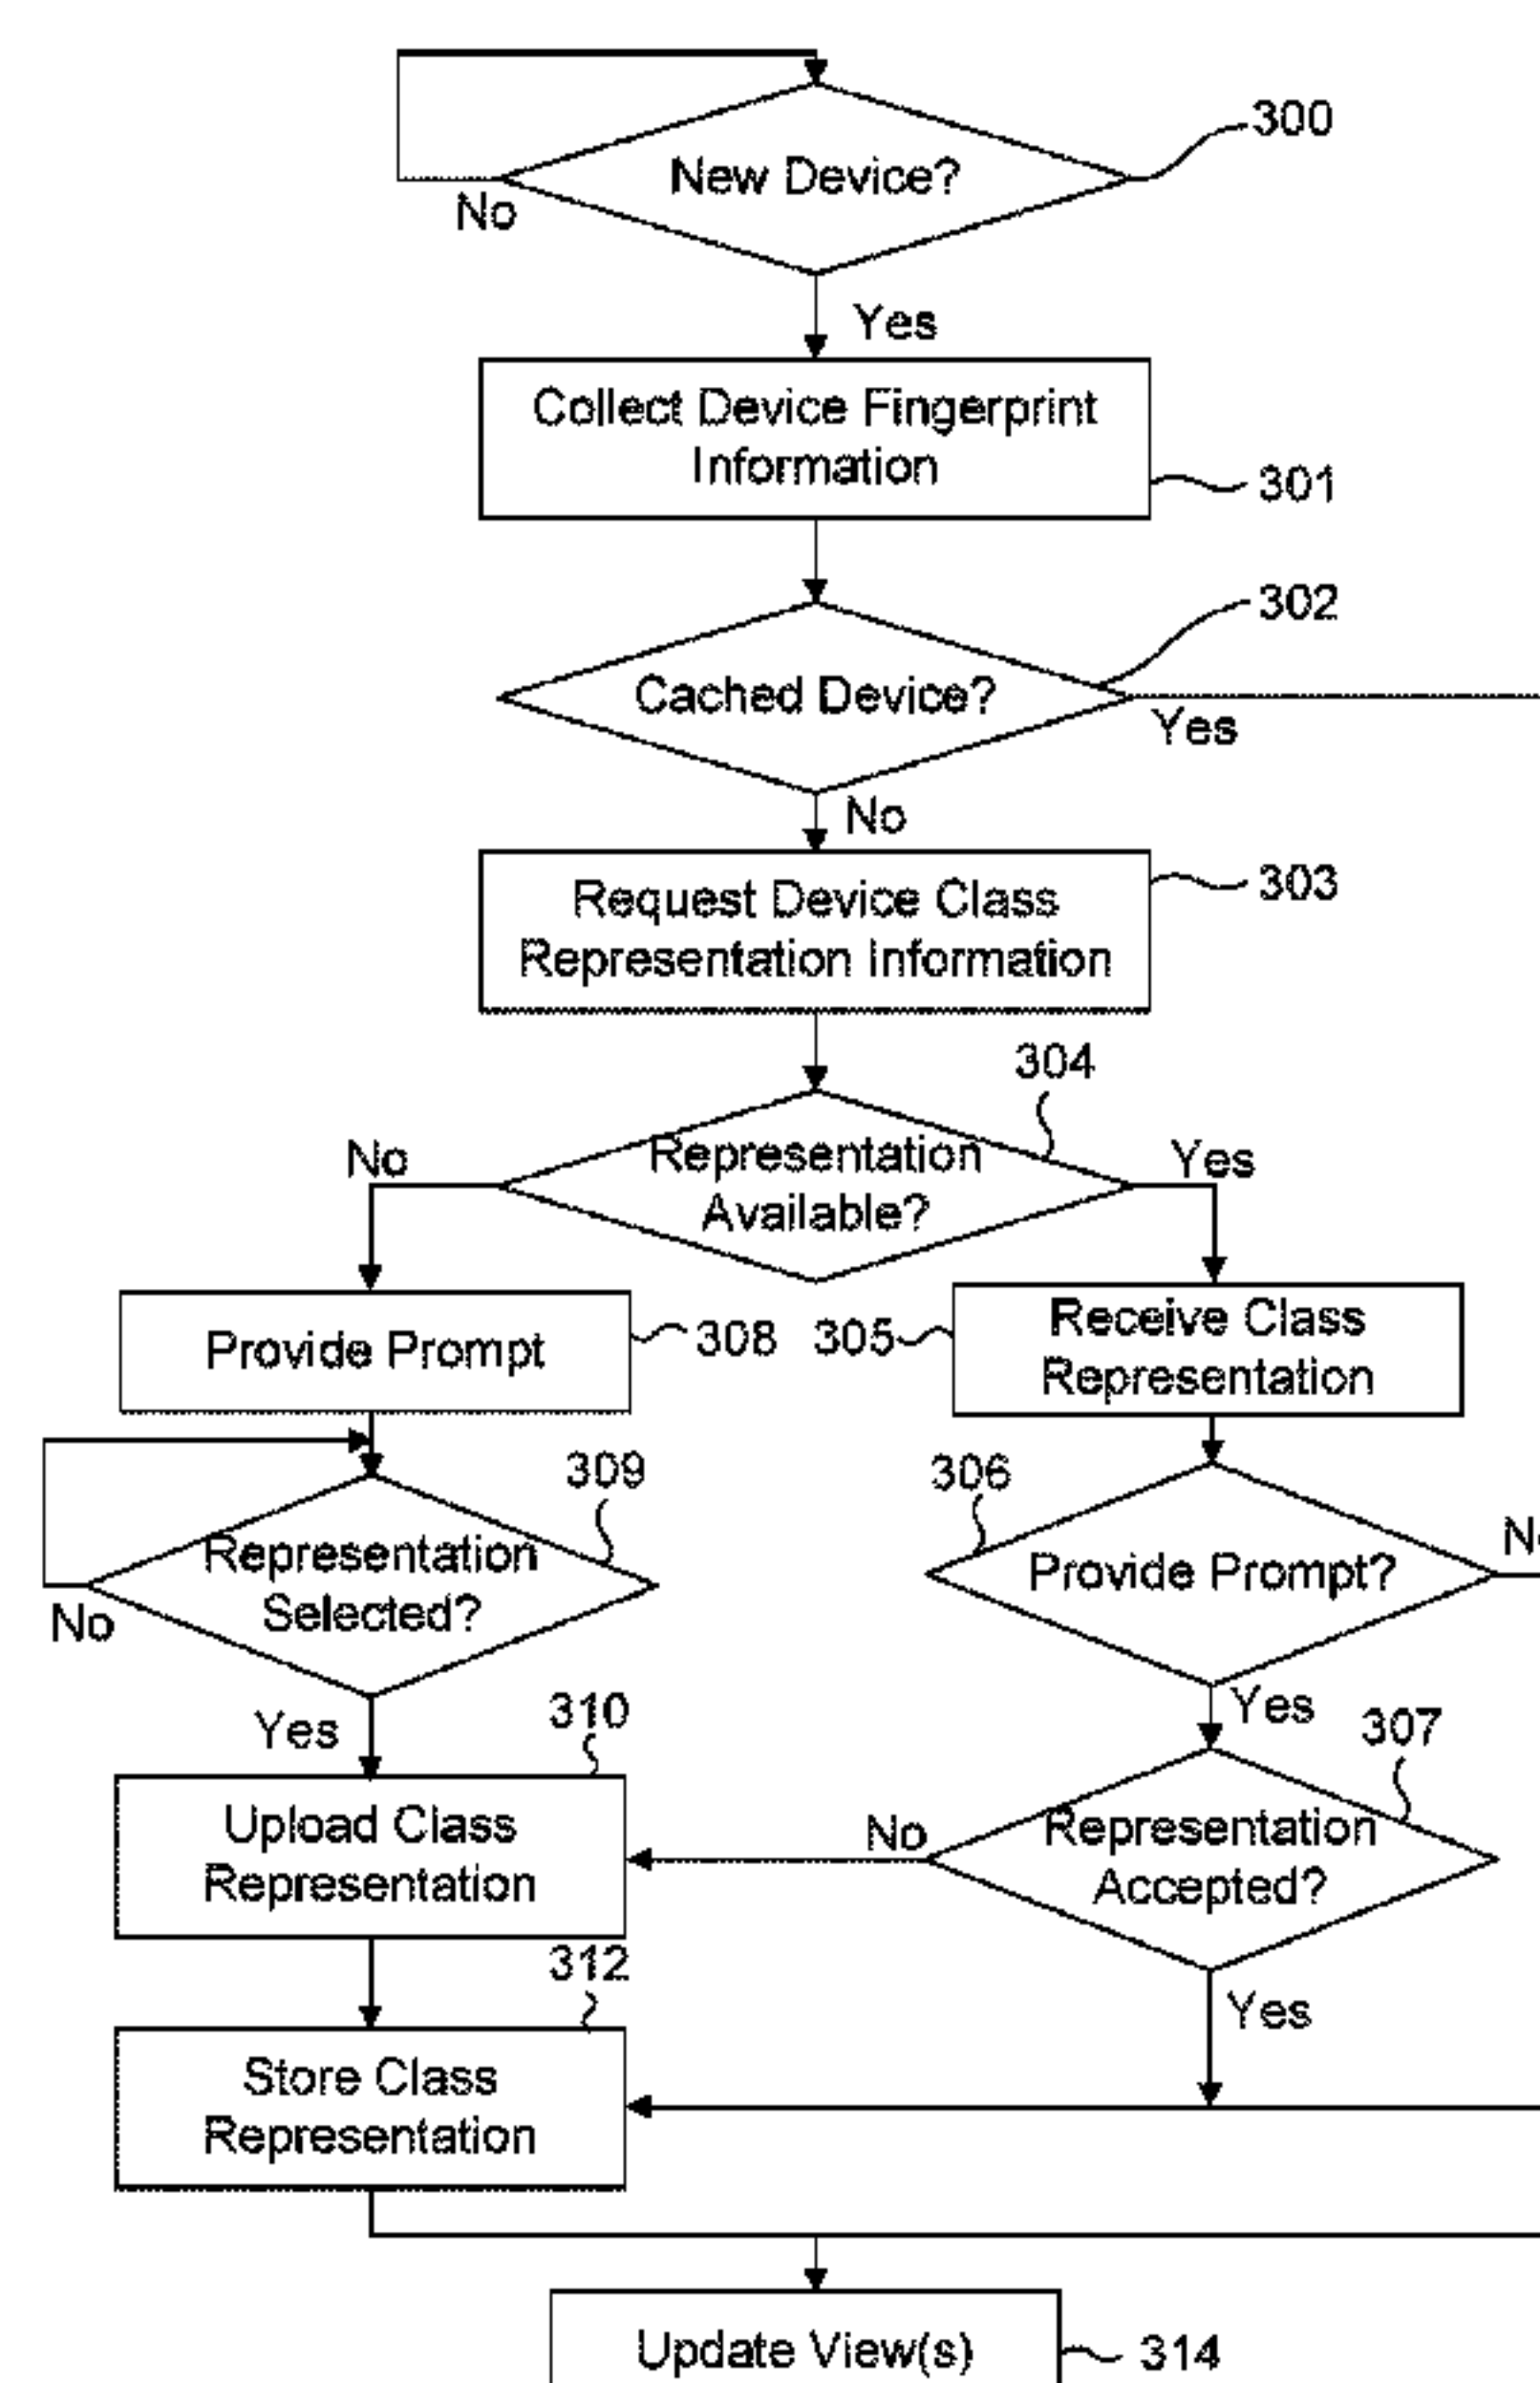 300
New Device?
No
Yes
Collect Device Fingerprint
Information
301
302
Cached Device?
Yes
No
Request Device Class
Representation Information
303
304
No
Representation
Available?
Yes
Provide Prompt
308
305
Receive Class
Representation
309
306
Representation
Selected?
No
Provide Prompt?
Yes
310
Yes
307
Upload Class
Representation
No
Representation
Accepted?
312
Yes
Store Class
Representation
Update View(s)
314